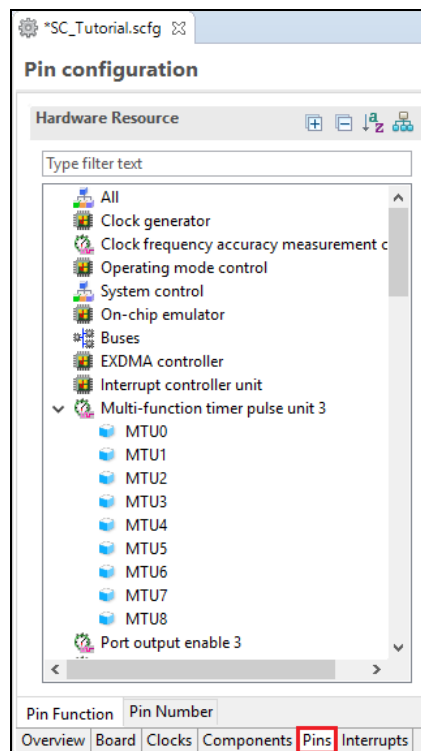 *SC_Tutorial.scfg
Pin configuration
Hardware Resource
Type filter text
All
Clock generator
Clock frequency accuracy measurement c
Operating mode control
System control
On-chip emulator
Buses
EXDMA controller
Interrupt controller unit
Multi-function timer pulse unit 3
MTU0
MTU1
MTU2
MTU3
MTU4
MTU5
MTU6
MTU7
MTU8
Port output enable 3
Pin Function Pin Number
Overview Board Clocks Components Pins Interrupts